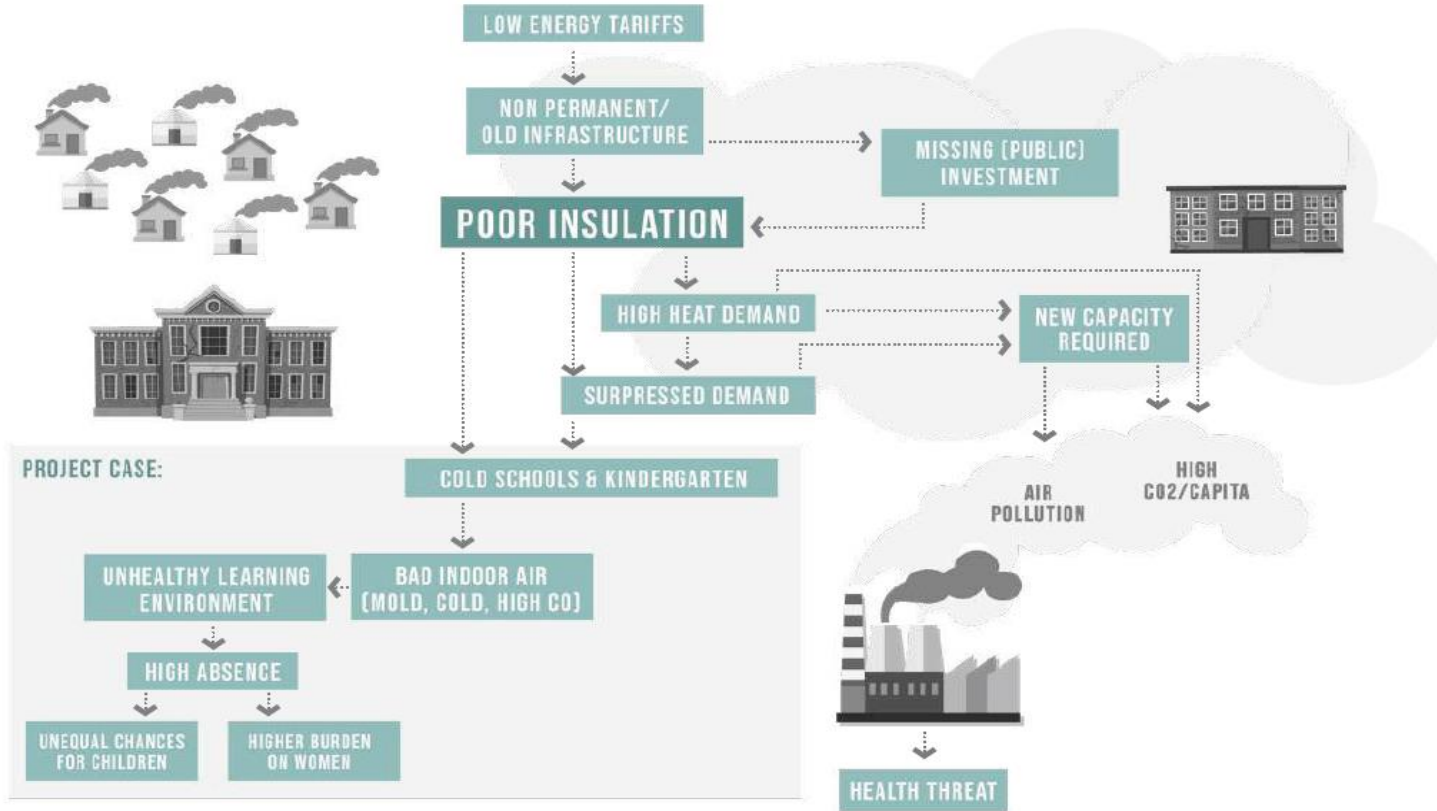 LOW ENERGY TARIFFS
NON PERMANENT/
OLD INFRASTRUCTURE
MISSING (PUBLIC)
INVESTMENT
POOR INSULATION
HIGH HEAT DEMAND
NEW CAPACITY
REQUIRED
SURPRESSED DEMAND
PROJECT CASE:
COLD SCHOOLS & KINDERGARTEN
HIGH
CO2/CAPITA
AIR
POLLUTION
UNHEALTHY LEARNING
ENVIRONMENT
BAD INDOOR AIR
(MOLD, COLD, HIGH CO)
HIGH ABSENCE
UNEQUAL CHANCES
FOR CHILDREN
HIGHER BURDEN
ON WOMEN
HEALTH THREAT